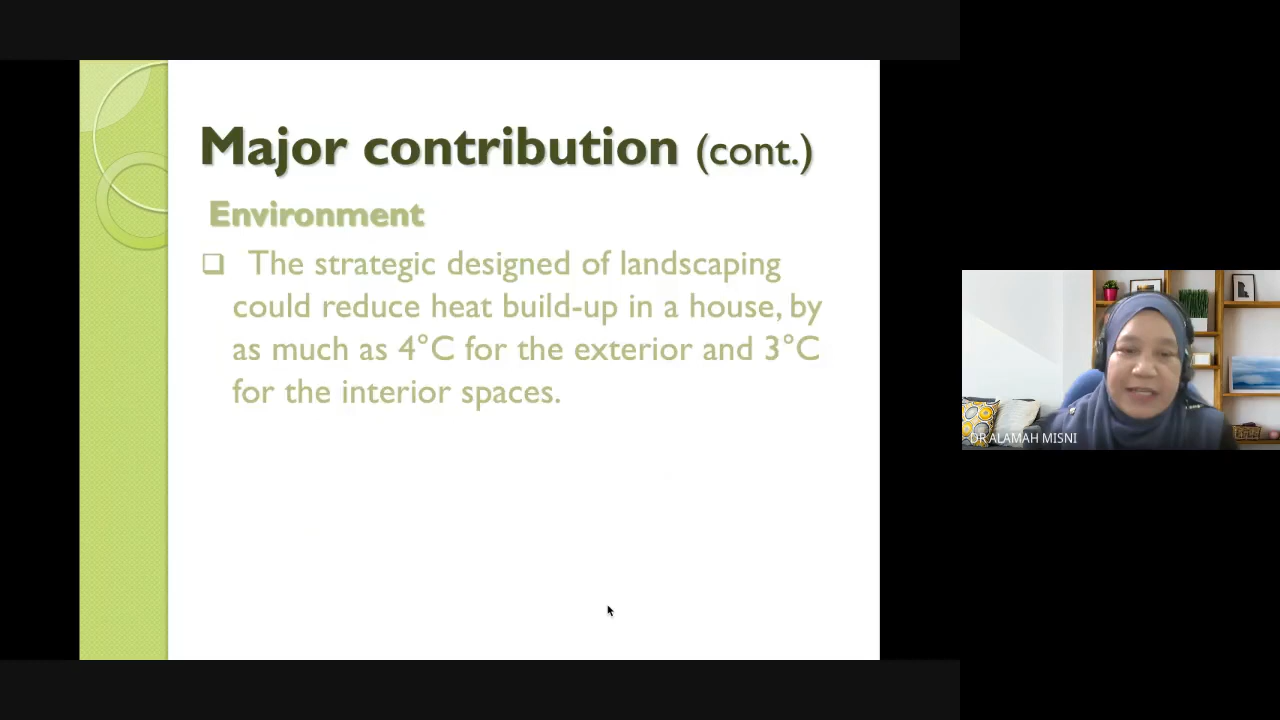 Major contribution (cont.)
Environment
The strategic designed of landscaping
could reduce heat build-up in a house, by
as much as 4°C for the exterior and 3°C
for the interior spaces.
DR ALAMAH MISNI